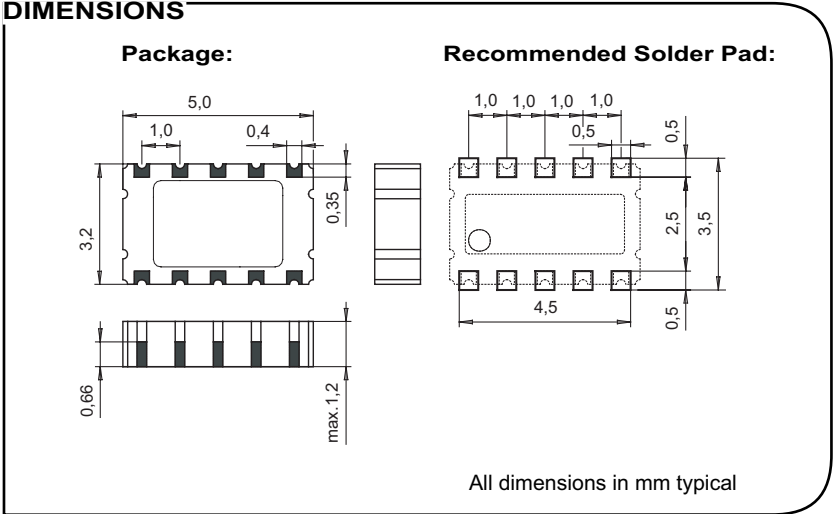 DIMENSIONS
Package:
5,0
1,0
0,4
0,35
3,2
0,66
max.1,2
Recommended Solder Pad:
1,0 1,0 1,0 1,0
0,5
0,5
2,5
3,5
4,5
0,5
All dimensions in mm typical